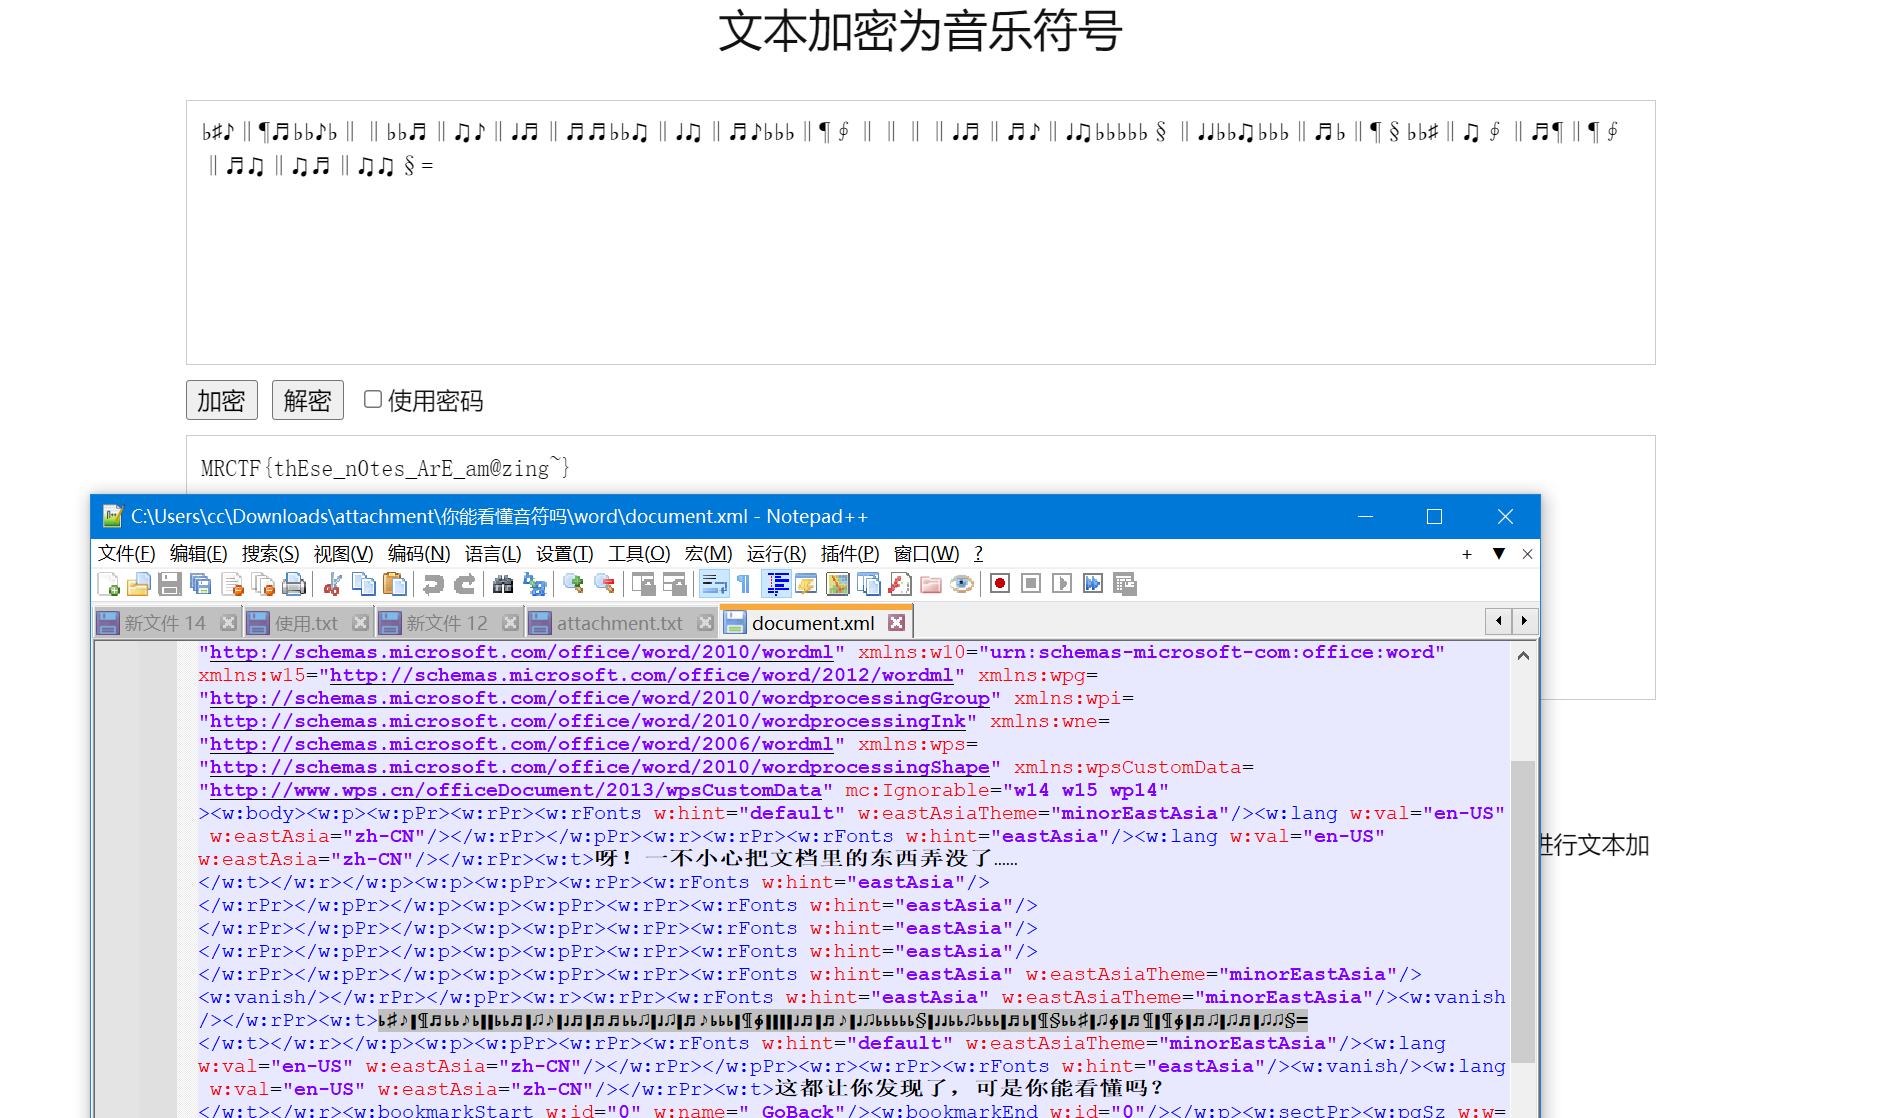 文本加密为音乐符号
♭♯♪‖¶♬♭♭♪♭‖‖♭♭♬‖♫♪‖♩♬‖♬♬♭♭♫‖♩♫‖♬♪♭♭♭‖¶∮‖‖‖‖♩♬‖♬♪‖♩♫♭♭♭♭♭§‖♩♩♭♭♫♭♭♭‖♬♭‖¶§♭♭♯‖♫∮‖♬¶‖¶∮
‖♬♫‖♫♬‖♫♫§=
加密 解密 使用密码
MRCTF{thEse_n0tes_ArE_am@zing~}
C:\Users\cc\Downloads\attachment\你能看懂音符吗\word\document.xml - Notepad++
文件(F) 编辑(E) 搜索(S) 视图(V) 编码(N) 语言(L) 设置(T) 工具(O) 宏(M) 运行(R) 插件(P) 窗口(W) ? + ▼ ×
新文件 14 使用.txt 新文件 12 attachment.txt document.xml
"http://schemas.microsoft.com/office/word/2010/wordml" xmlns:w10="urn:schemas-microsoft-com:office:word"
xmlns:w15="http://schemas.microsoft.com/office/word/2012/wordml" xmlns:wpg=
"http://schemas.microsoft.com/office/word/2010/wordprocessingGroup" xmlns:wpi=
"http://schemas.microsoft.com/office/word/2010/wordprocessingInk" xmlns:wne=
"http://schemas.microsoft.com/office/word/2006/wordml" xmlns:wps=
"http://schemas.microsoft.com/office/word/2010/wordprocessingShape" xmlns:wpsCustomData=
"http://www.wps.cn/officeDocument/2013/wpsCustomData" mc:Ignorable="w14 w15 wp14"
><w:body><w:p><w:pPr><w:rPr><w:rFonts w:hint="default" w:eastAsiaTheme="minorEastAsia"/><w:lang w:val="en-US"
w:eastAsia="zh-CN"/></w:rPr></w:pPr><w:r><w:rPr><w:rFonts w:hint="eastAsia"/><w:lang w:val="en-US"
w:eastAsia="zh-CN"/></w:rPr><w:t>呀！一不小心把文档里的东西弄没了……
进行文本加
</w:t></w:r></w:p><w:p><w:pPr><w:rPr><w:rFonts w:hint="eastAsia"/>
</w:rPr></w:pPr></w:p><w:p><w:pPr><w:rPr><w:rFonts w:hint="eastAsia"/>
</w:rPr></w:pPr></w:p><w:p><w:pPr><w:rPr><w:rFonts w:hint="eastAsia"/>
</w:rPr></w:pPr></w:p><w:p><w:pPr><w:rPr><w:rFonts w:hint="eastAsia"/>
</w:rPr></w:pPr></w:p><w:p><w:pPr><w:rPr><w:rFonts w:hint="eastAsia" w:eastAsiaTheme="minorEastAsia"/>
<w:vanish/></w:rPr></w:pPr><w:r><w:rPr><w:rFonts w:hint="eastAsia" w:eastAsiaTheme="minorEastAsia"/><w:vanish
/></w:rPr><w:t>♭♯♪‖¶♬♭♭♪♭‖‖♭♭♬‖♫♪‖♩♬‖♬♬♭♭♫‖♩♫‖♬♪♭♭♭‖¶∮‖‖‖‖♩♬‖♬♪‖♩♫♭♭♭♭♭§‖♩♩♭♭♫♭♭♭‖♬♭‖¶§♭♭♯‖♫∮‖♬¶‖¶∮‖♬♫‖♫♬‖♫♫§=
</w:t></w:r></w:p><w:p><w:pPr><w:rPr><w:rFonts w:hint="default" w:eastAsiaTheme="minorEastAsia"/><w:lang
w:val="en-US" w:eastAsia="zh-CN"/></w:rPr></w:pPr><w:r><w:rPr><w:rFonts w:hint="eastAsia"/><w:vanish/><w:lang
w:val="en-US" w:eastAsia="zh-CN"/></w:rPr><w:t>这都让你发现了，可是你能看懂吗？
</w:t></w:r><w:bookmarkStart w:id="0" w:name="_GoBack"/><w:bookmarkEnd w:id="0"/></w:p><w:sectPr><w:pgSz w:w=